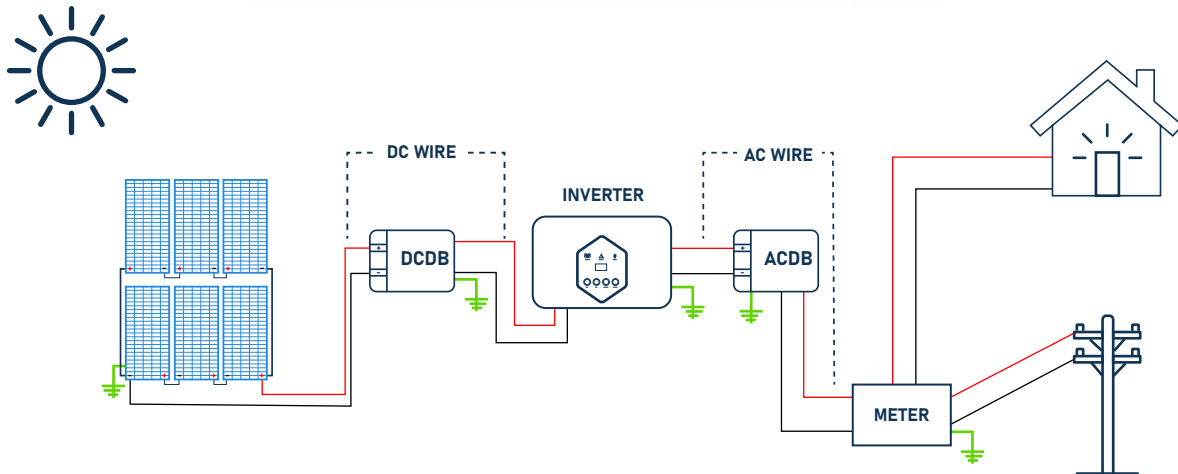 DC WIRE
AC WIRE
INVERTER
+
DCDB
-
+
ACDB
-
+ - + - + -
- + - + - +
METER